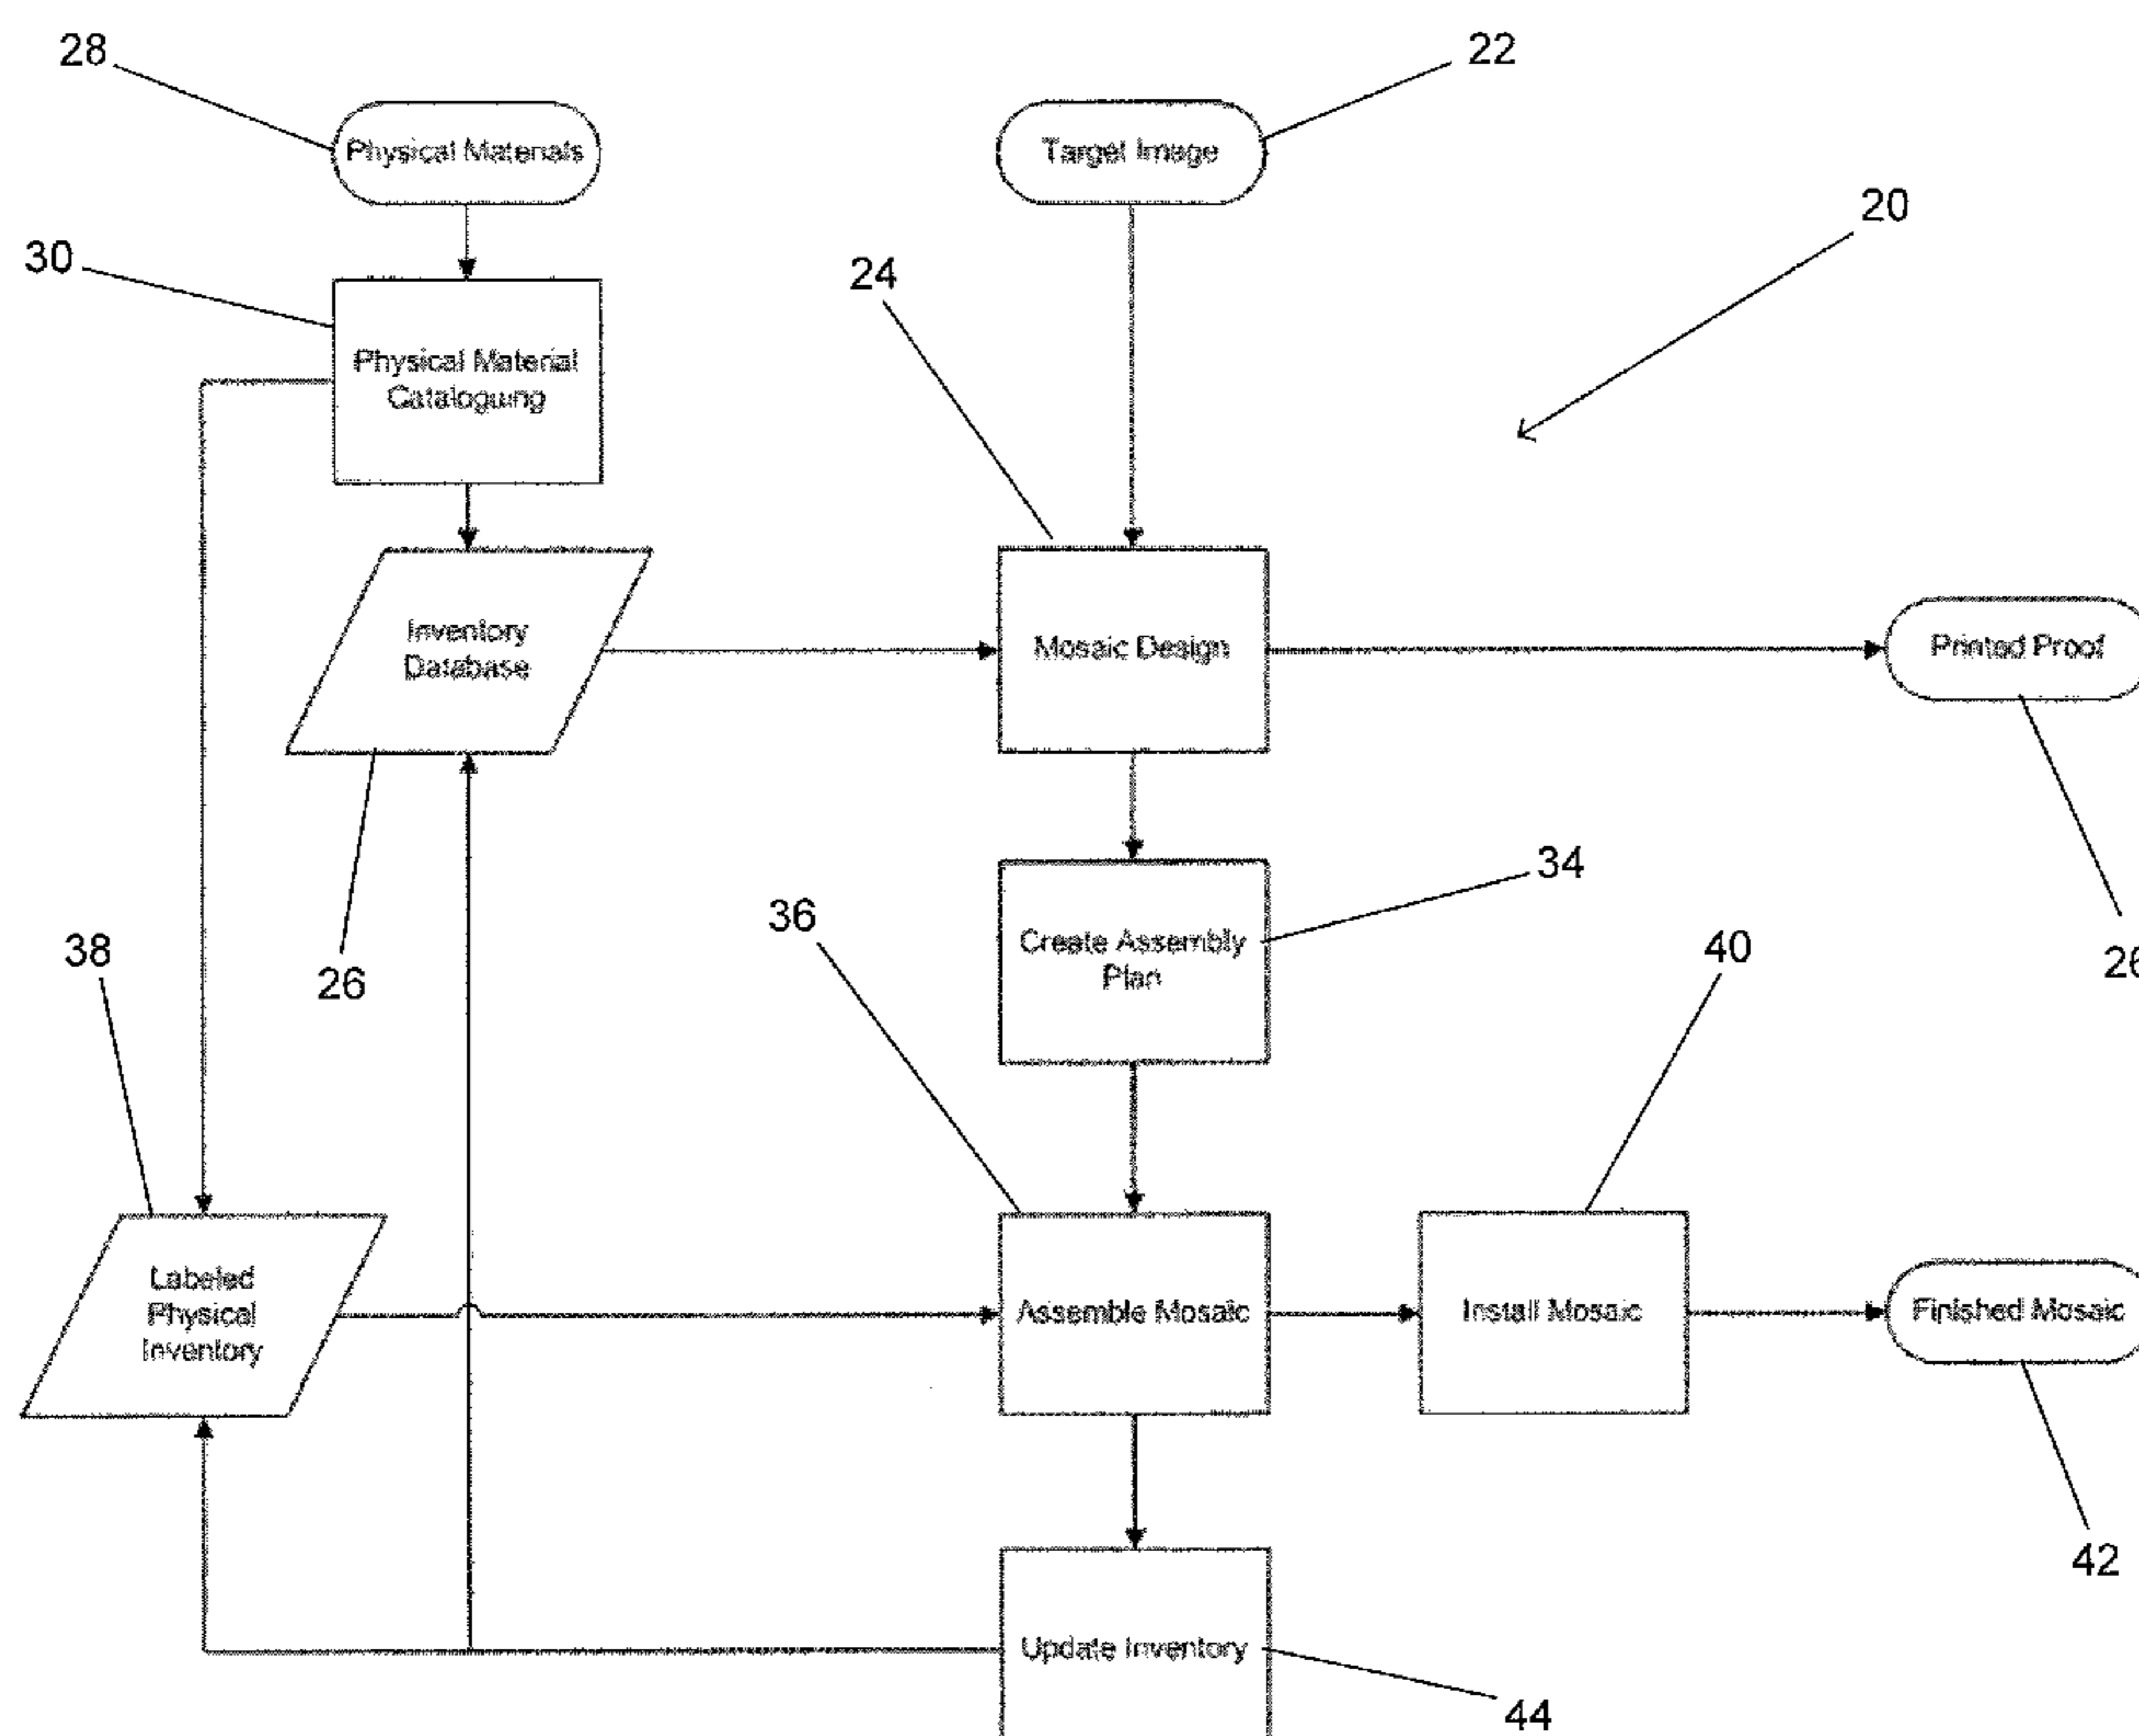 28
22
Physical Materials
Target Image
20
30
24
Physical Material
Cataloguing
Inventory
Database
Mosaic Design
Printed Proof
34
36
Create Assembly
Plan
38
26
40
26
Labeled
Physical
Inventory
Assemble Mosaic
Install Mosaic
Finished Mosaic
42
Update Inventory
44